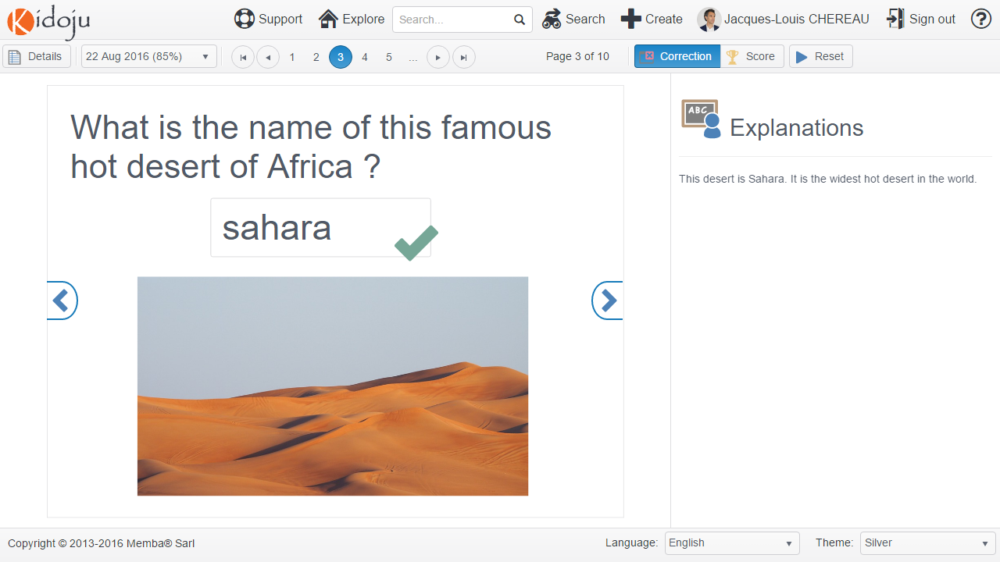 Kidoju
Support
Explore
Search...
Search
Create
Jacques-Louis CHEREAU
Sign out
?
Details
22 Aug 2016 (85%)
1 2 3 4 5 ...
Page 3 of 10
Correction
Score
Reset
What is the name of this famous
hot desert of Africa ?
sahara
ABC
Explanations
This desert is Sahara. It is the widest hot desert in the world.
Copyright © 2013-2016 Memba® Sarl
Language:
English
Theme:
Silver